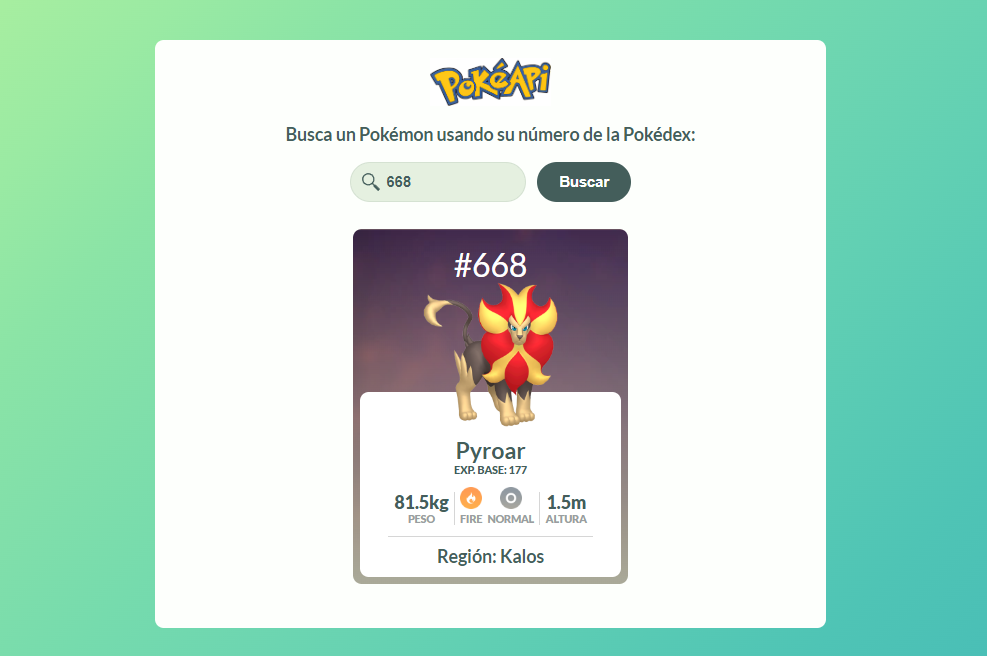 PokéApi
Busca un Pokémon usando su número de la Pokédex:
668
Buscar
#668
Pyroar
EXP. BASE: 177
81.5kg
PESO
FIRE
NORMAL
1.5m
ALTURA
Región: Kalos